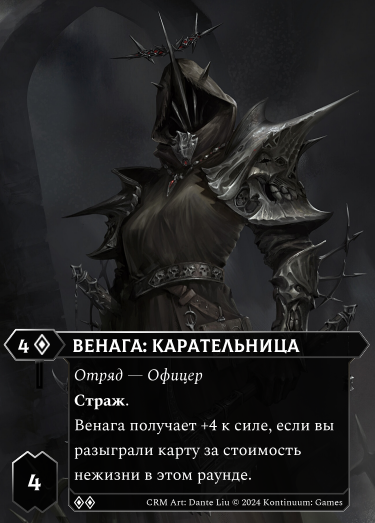 4
ВЕНАГА: КАРАТЕЛЬНИЦА
Отряд — Офицер
Страж.
Венага получает +4 к силе, если вы
разыграли карту за стоимость
нежизни в этом раунде.
4
CRM Art: Dante Liu © 2024 Kontinuum: Games